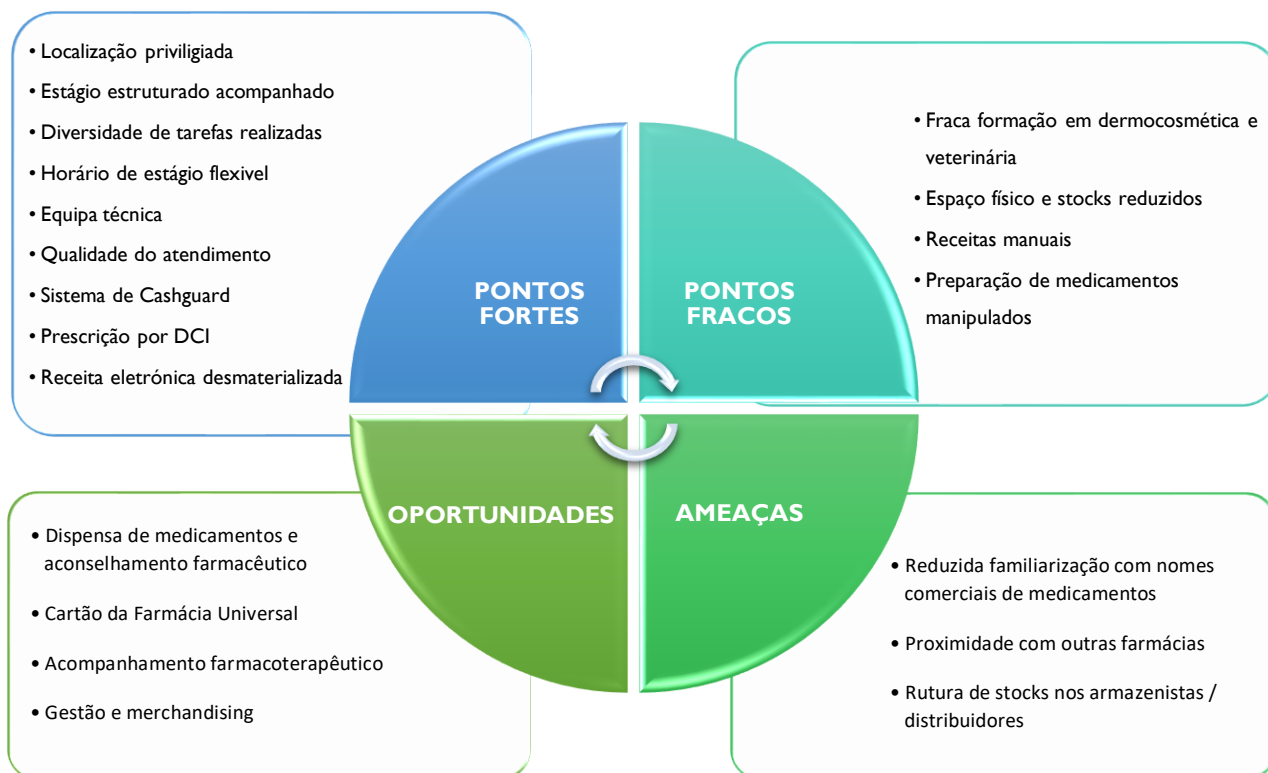 • Localização priviligiada
• Estágio estruturado acompanhado
• Diversidade de tarefas realizadas
• Horário de estágio flexivel
• Equipa técnica
• Qualidade do atendimento
• Sistema de Cashguard
• Prescrição por DCI
• Receita eletrónica desmaterializada
PONTOS
FORTES
• Fraca formação em dermocosmética e
veterinária
• Espaço físico e stocks reduzidos
• Receitas manuais
• Preparação de medicamentos
manipulados
PONTOS
FRACOS
OPORTUNIDADES
• Dispensa de medicamentos e
aconselhamento farmacêutico
• Cartão da Farmácia Universal
• Acompanhamento farmacoterapêutico
• Gestão e merchandising
AMEAÇAS
• Reduzida familiarização com nomes
comerciais de medicamentos
• Proximidade com outras farmácias
• Rutura de stocks nos armazenistas /
distribuidores